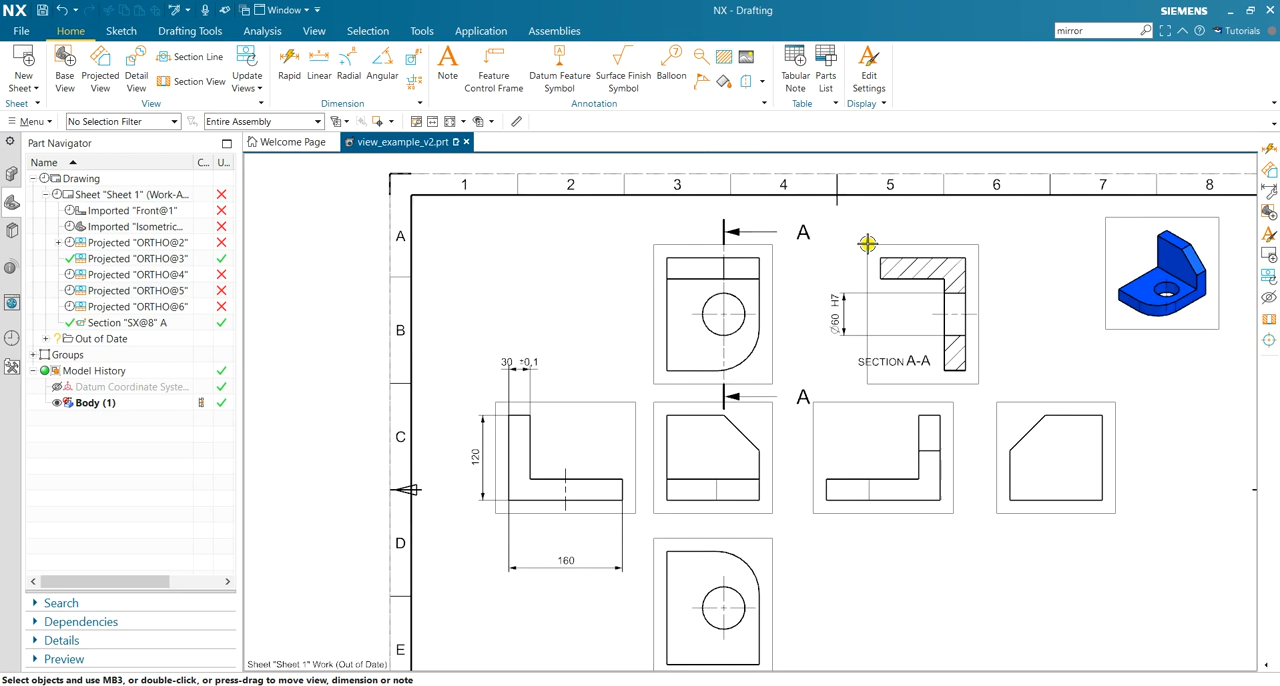 NX Window NX - Drafting SIEMENS
File Home Sketch Drafting Tools Analysis View Selection Tools Application Assemblies mirror Tutorials
New Sheet Base View Projected View Detail View Section Line Section View Update Views Rapid Linear Radial Angular Note Feature Control Frame Datum Feature Symbol Surface Finish Symbol Balloon Tabular Note Parts List Edit Settings
Sheet View Dimension Annotation Table Display
Menu No Selection Filter Entire Assembly
Part Navigator Welcome Page view_example_v2.prt
Name C... U...
Drawing
Sheet "Sheet 1" (Work-A...
Imported "Front@1"
Imported "Isometric...
Projected "ORTHO@2"
Projected "ORTHO@3"
Projected "ORTHO@4"
Projected "ORTHO@5"
Projected "ORTHO@6"
Section "SX@8" A
Out of Date
Groups
Model History
Datum Coordinate Syste...
Body (1)
Search
Dependencies
Details
Preview
1 2 3 4 5 6 7 8
A
B
C
D
E
A
A
Ø60 H7
SECTION A-A
30 ±0,1
120
160
Sheet "Sheet 1" Work (Out of Date)
Select objects and use MB3, or double-click, or press-drag to move view, dimension or note